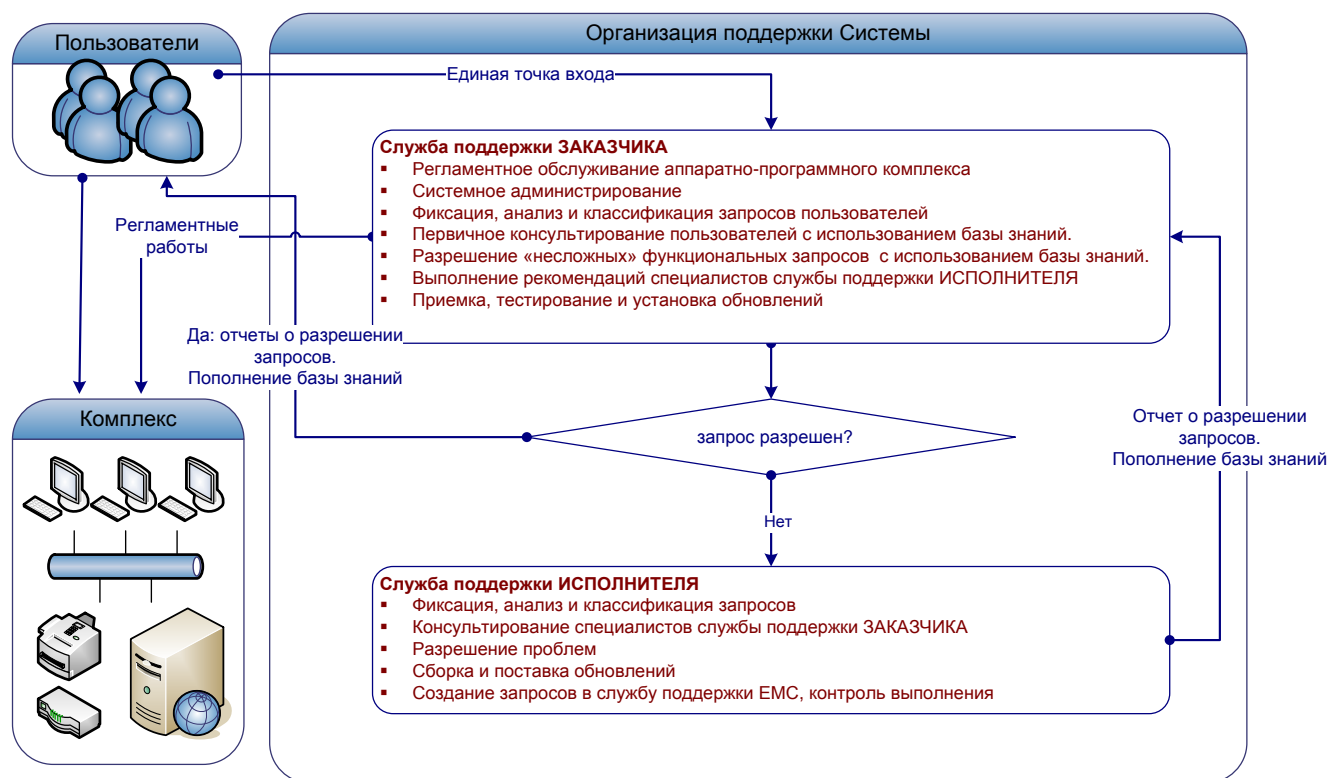 Пользователи
Организация поддержки Системы
Единая точка входа
Служба поддержки ЗАКАЗЧИКА
▪ Регламентное обслуживание аппаратно-программного комплекса
▪ Системное администрирование
▪ Фиксация, анализ и классификация запросов пользователей
▪ Первичное консультирование пользователей с использованием базы знаний.
▪ Разрешение «несложных» функциональных запросов с использованием базы знаний.
▪ Выполнение рекомендаций специалистов службы поддержки ИСПОЛНИТЕЛЯ
▪ Приемка, тестирование и установка обновлений
Регламентные
работы
Да: отчеты о разрешении
запросов.
Пополнение базы знаний
Комплекс
запрос разрешен?
Отчет о разрешении
запросов.
Пополнение базы знаний
Нет
Служба поддержки ИСПОЛНИТЕЛЯ
▪ Фиксация, анализ и классификация запросов
▪ Консультирование специалистов службы поддержки ЗАКАЗЧИКА
▪ Разрешение проблем
▪ Сборка и поставка обновлений
▪ Создание запросов в службу поддержки ЕМС, контроль выполнения